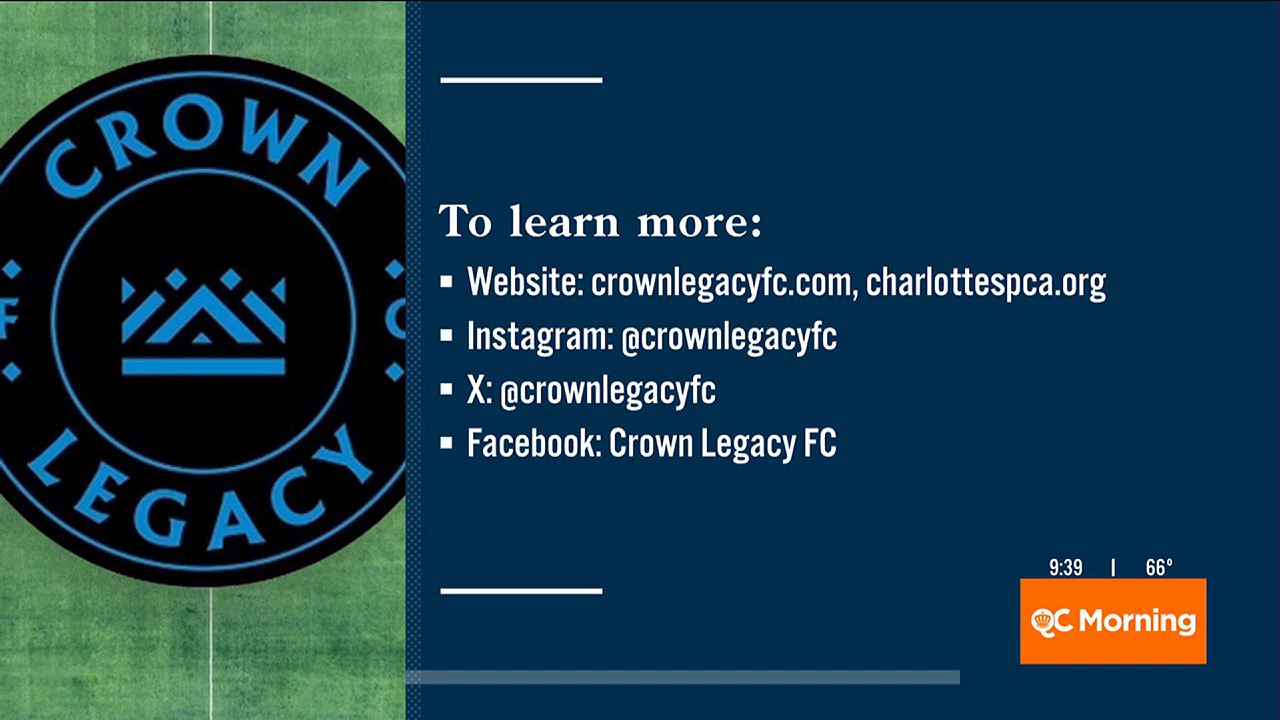 CROWN
F C
LEGACY
To learn more:
▪ Website: crownlegacyfc.com, charlottespca.org
▪ Instagram: @crownlegacyfc
▪ X: @crownlegacyfc
▪ Facebook: Crown Legacy FC
9:39 | 66°
QC Morning